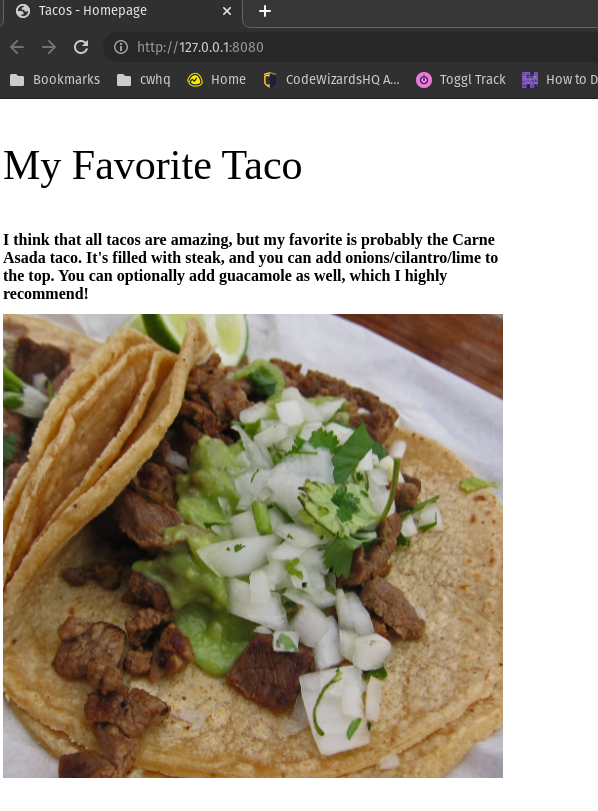 Tacos - Homepage
http://127.0.0.1:8080
Bookmarks cwhq Home CodeWizardsHQ A... Toggl Track How to D
My Favorite Taco
I think that all tacos are amazing, but my favorite is probably the Carne
Asada taco. It's filled with steak, and you can add onions/cilantro/lime to
the top. You can optionally add guacamole as well, which I highly
recommend!